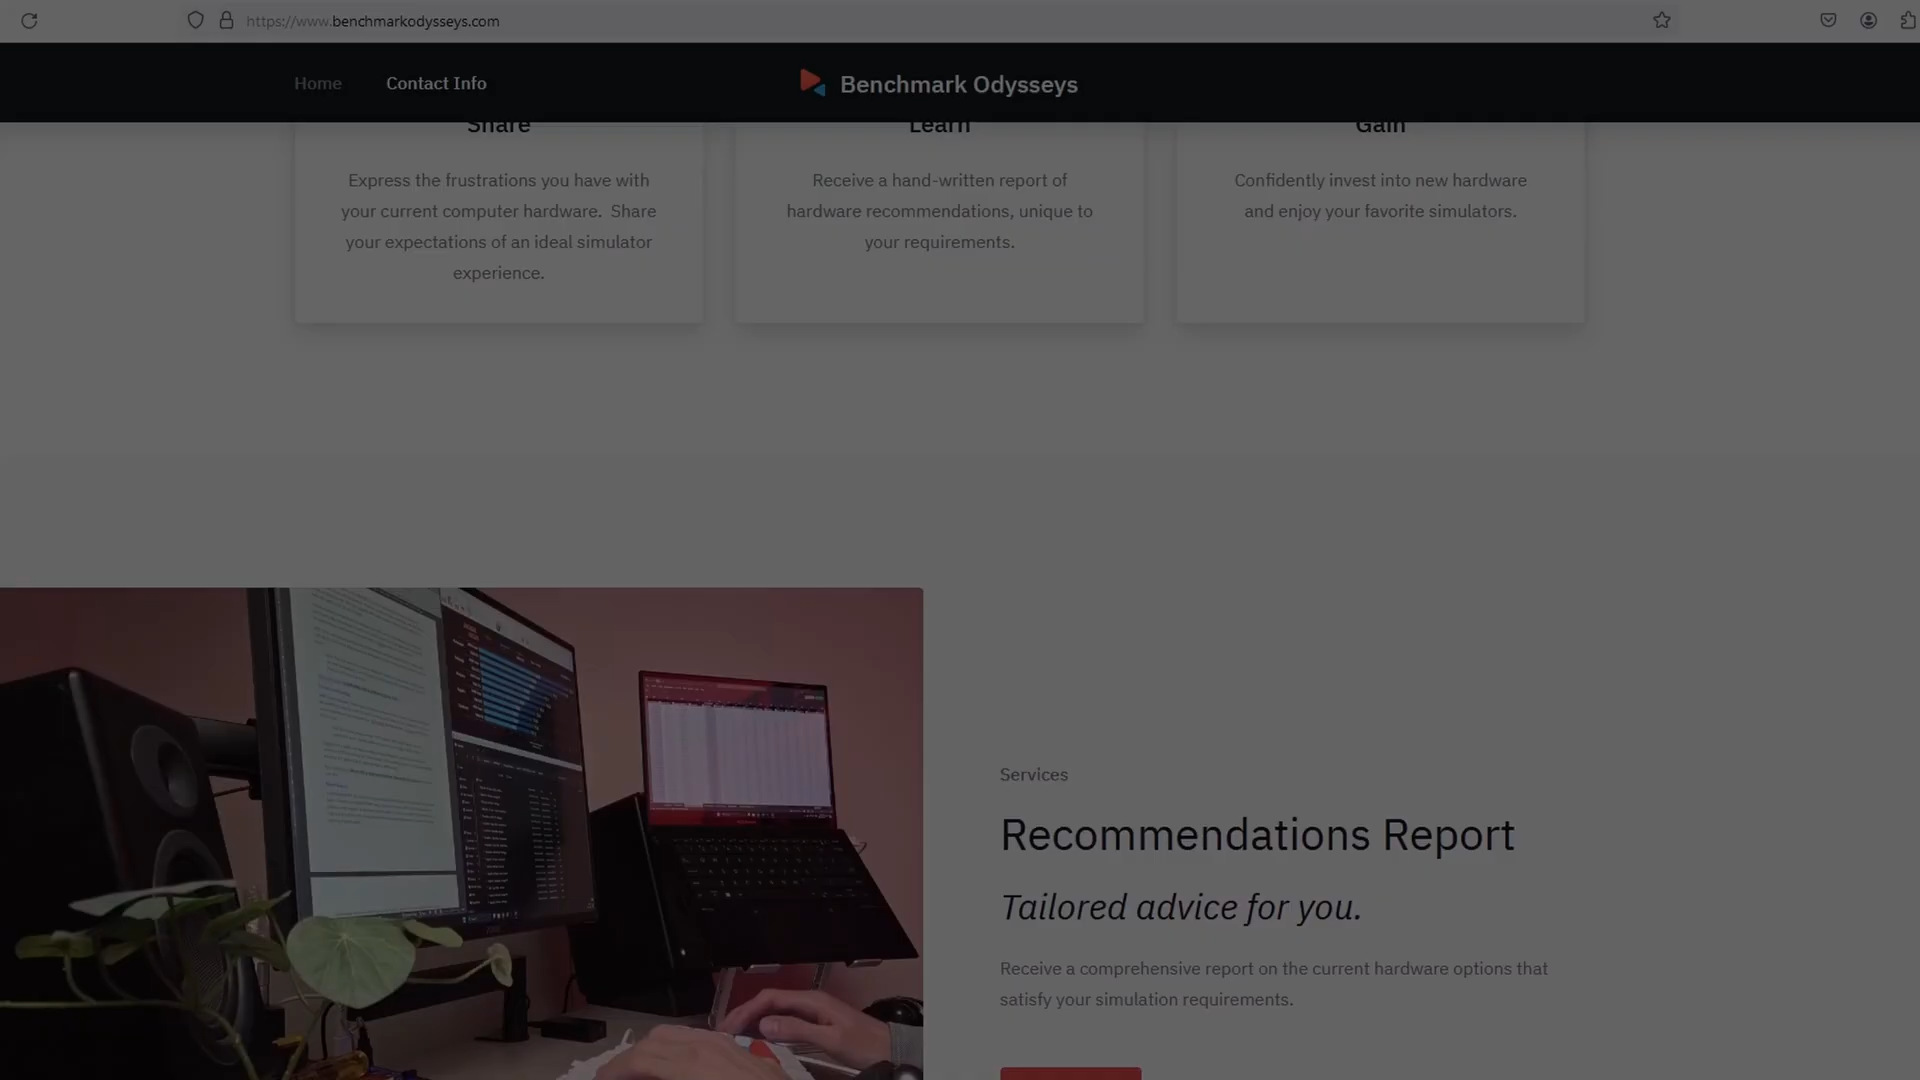 https://www.benchmarkodysseys.com
Home
Contact Info
Benchmark Odysseys
Share
Learn
Gain
Express the frustrations you have with
your current computer hardware.  Share
your expectations of an ideal simulator
experience.
Receive a hand-written report of
hardware recommendations, unique to
your requirements.
Confidently invest into new hardware
and enjoy your favorite simulators.
Services
Recommendations Report
Tailored advice for you.
Receive a comprehensive report on the current hardware options that
satisfy your simulation requirements.